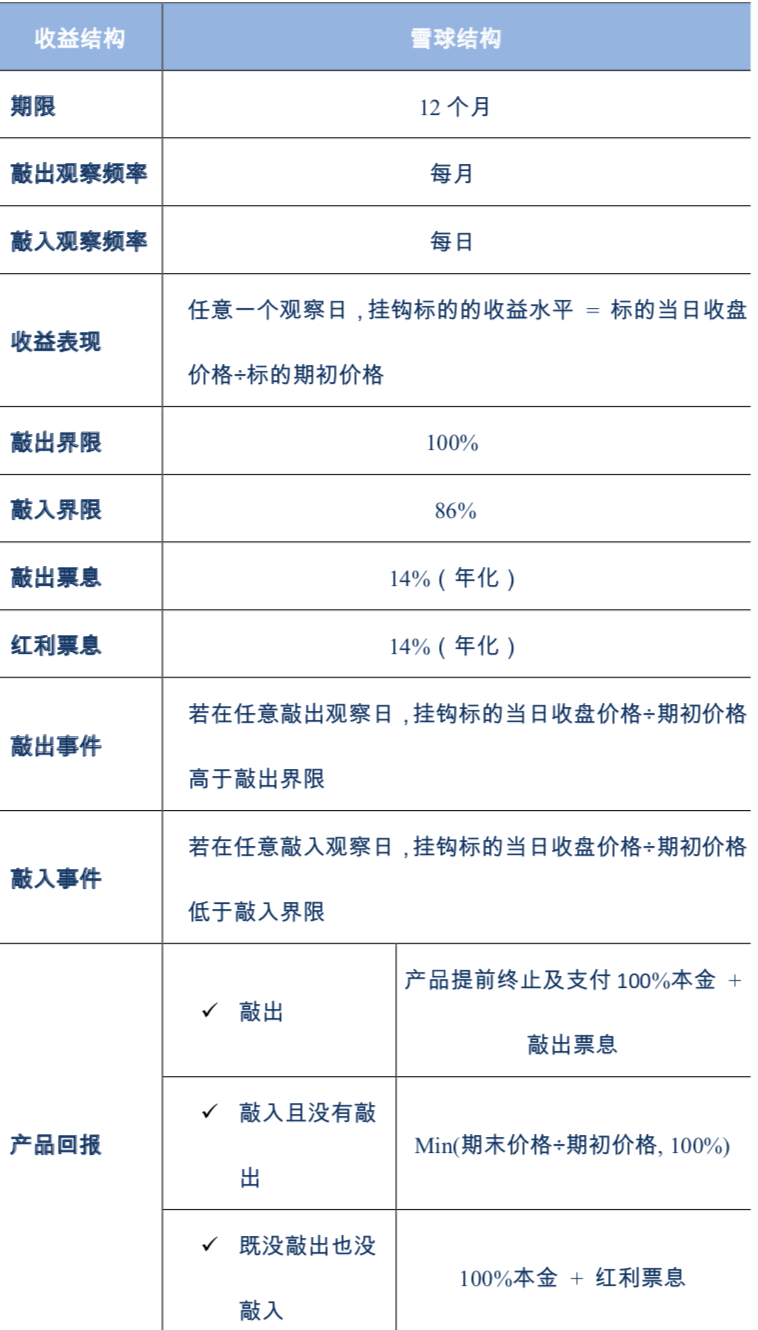 收益结构
雪球结构
期限
12 个月
敲出观察频率
每月
敲入观察频率
每日
收益表现
任意一个观察日,挂钩标的的收益水平 = 标的当日收盘
价格÷标的期初价格
敲出界限
100%
敲入界限
86%
敲出票息
14%(年化)
红利票息
14%(年化)
敲出事件
若在任意敲出观察日,挂钩标的当日收盘价格÷期初价格
高于敲出界限
敲入事件
若在任意敲入观察日,挂钩标的当日收盘价格÷期初价格
低于敲入界限
产品回报
✓ 敲出
产品提前终止及支付 100%本金 +
敲出票息
✓ 敲入且没有敲
出
Min(期末价格÷期初价格, 100%)
✓ 既没敲出也没
敲入
100%本金 + 红利票息